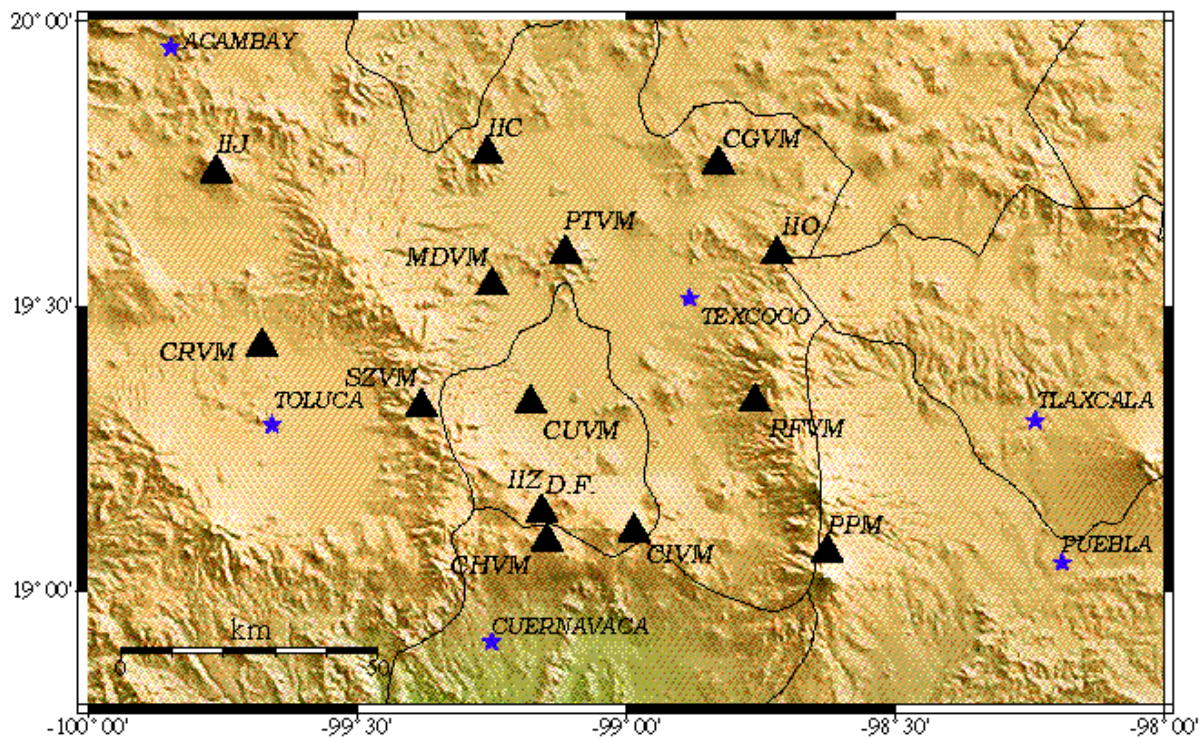 20° 00'
ACAMBAY
IIJ
IIC
CGVM
PTVM
IIO
MDVM
19° 30'
TEXCOCO
CRVM
SZVM
TOLUCA
CUVM
RFVM
TLAXCALA
IIZ D.F.
PPM
CHVM
CIVM
PUEBLA
19° 00'
km
CUERNAVACA
0 50
-100° 00' -99° 30' -99° 00' -98° 30' -98° 00'